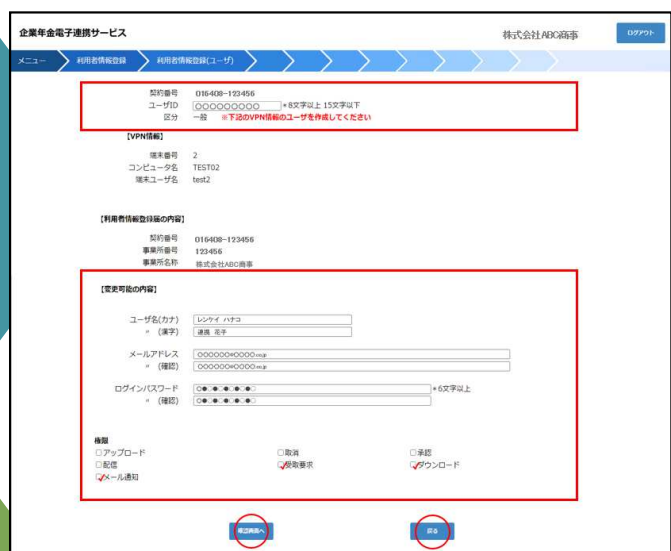 企業年金電子連携サービス
株式会社ABC商事
ログアウト
メニュー 利用者情報登録 利用者情報登録(ユーザ)
契約番号 016408-123456
ユーザID ○○○○○○○○○ *8文字以上 15文字以下
区分 一般 ※下記のVPN情報のユーザを作成してください
【VPN情報】
端末番号 2
コンピュータ名 TEST02
端末ユーザ名 test2
【利用者情報登録届の内容】
契約番号 016408-123456
事業所番号 123456
事業所名称 株式会社ABC商事
【変更可能の内容】
ユーザ名(カナ) レンケイ ハナコ
〃 (漢字) 連携 花子
メールアドレス
〃 (確認)
ログインパスワード *6文字以上
〃 (確認)
権限
アップロード 取消 承認
配信 受取要求 ダウンロード
メール通知
確認画面へ 戻る